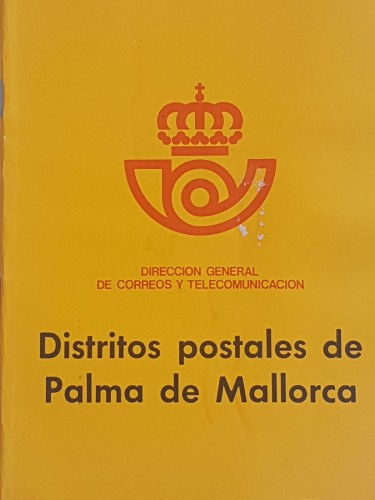 DIRECCION GENERAL
DE CORREOS Y TELECOMUNICACION
Distritos postales de
Palma de Mallorca